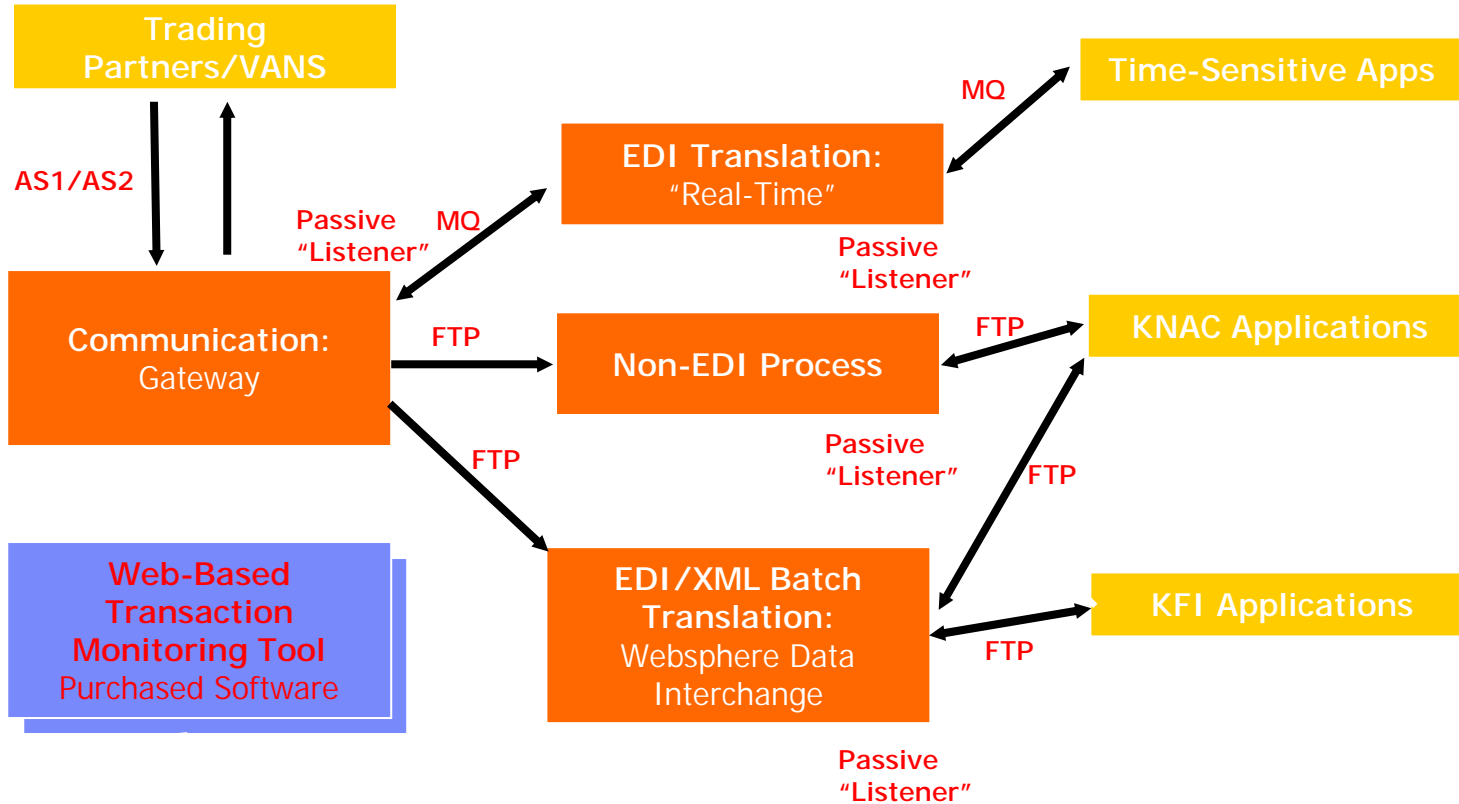 Trading
Partners/VANS
Time-Sensitive Apps
MQ
EDI Translation:
“Real-Time”
AS1/AS2
Passive
“Listener”
MQ
Passive
“Listener”
Communication:
Gateway
FTP
Non-EDI Process
FTP
KNAC Applications
FTP
Passive
“Listener”
FTP
Web-Based
Transaction
Monitoring Tool
Purchased Software
EDI/XML Batch
Translation:
Websphere Data
Interchange
FTP
KFI Applications
Passive
“Listener”